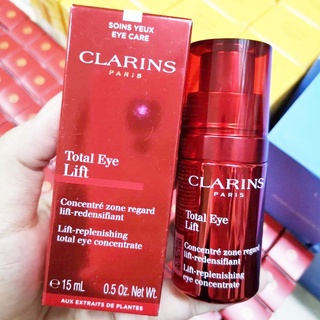 SOINS YEUX
EYE CARE
CLARINS
PARIS
Total Eye
Lift
Concentré zone regard
lift-redensifiant
Lift-replenishing
total eye concentrate
℮ 15 mL 0.5 Oz. Net Wt.
AUX EXTRAITS DE PLANTES
CLARINS
PARIS
Total Eye
Lift
Concentré zone regard
lift-redensifiant
Lift-replenishing
eye concentrate